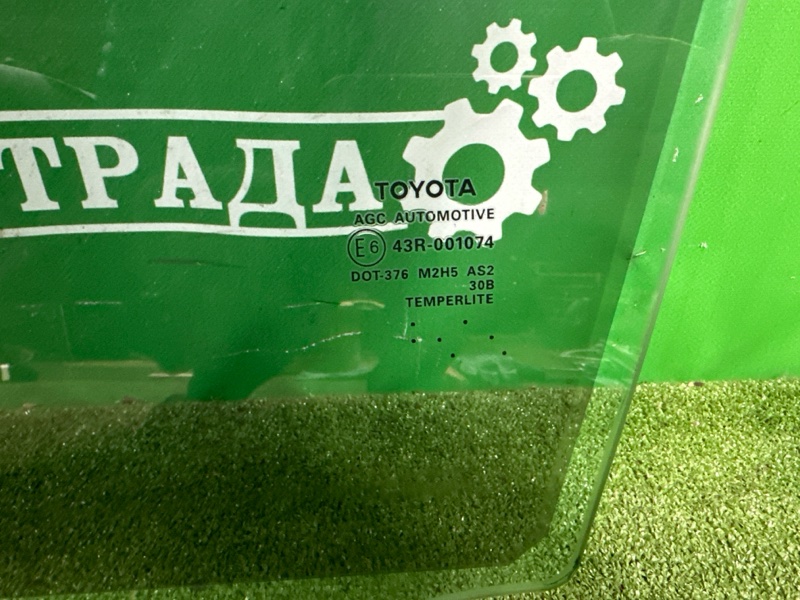 ТРАДА
TOYOTA
AGC AUTOMOTIVE
E6 43R-001074
DOT-376 M2H5 AS2
30B
TEMPERLITE